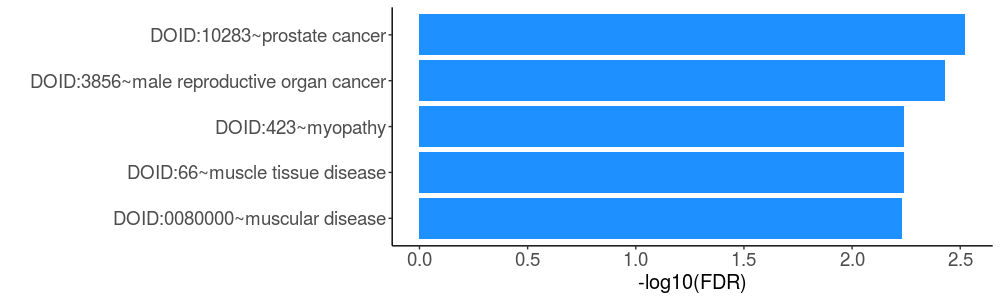 DOID:10283~prostate cancer
DOID:3856~male reproductive organ cancer
DOID:423~myopathy
DOID:66~muscle tissue disease
DOID:0080000~muscular disease
0.0 0.5 1.0 1.5 2.0 2.5
-log10(FDR)